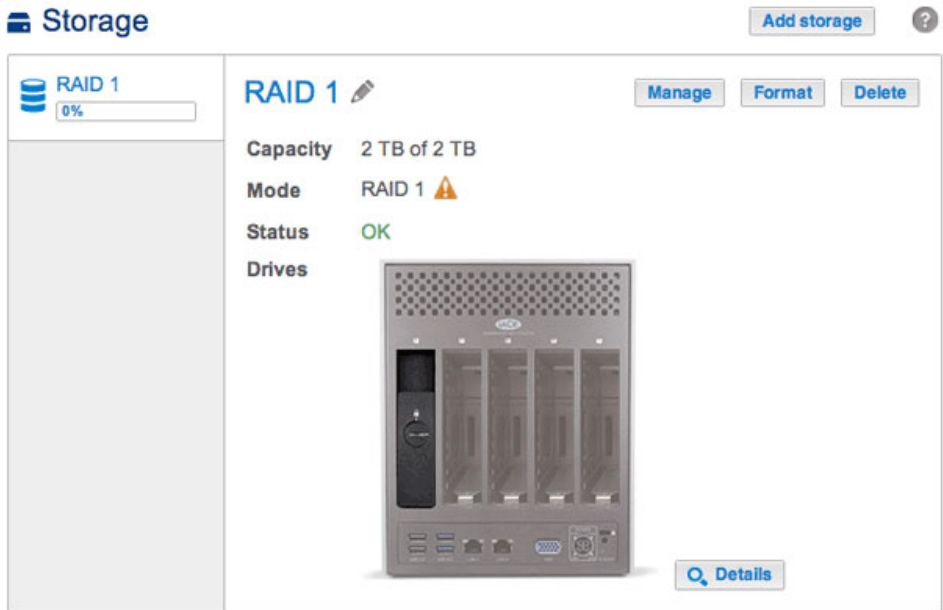 Storage
Add storage
?
RAID 1
0%
RAID 1
Manage
Format
Delete
Capacity 2 TB of 2 TB
Mode RAID 1
Status OK
Drives
LACIE
Details